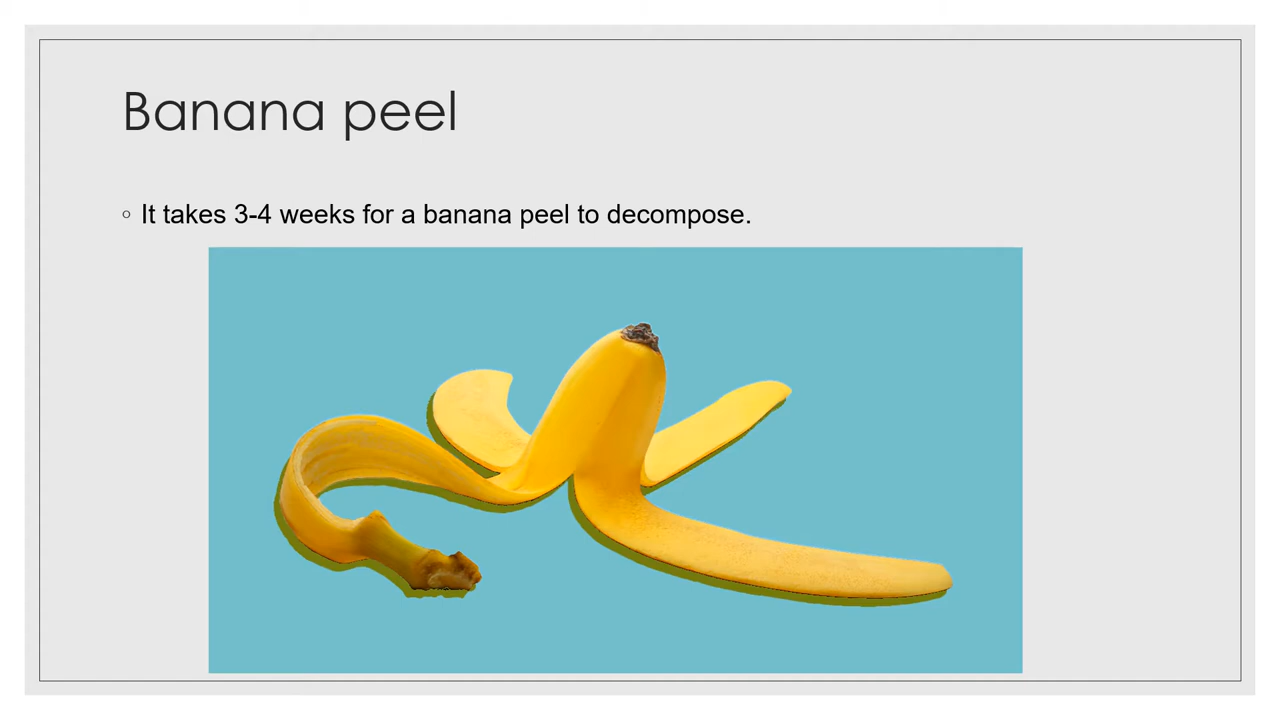 Banana peel
◦ It takes 3-4 weeks for a banana peel to decompose.